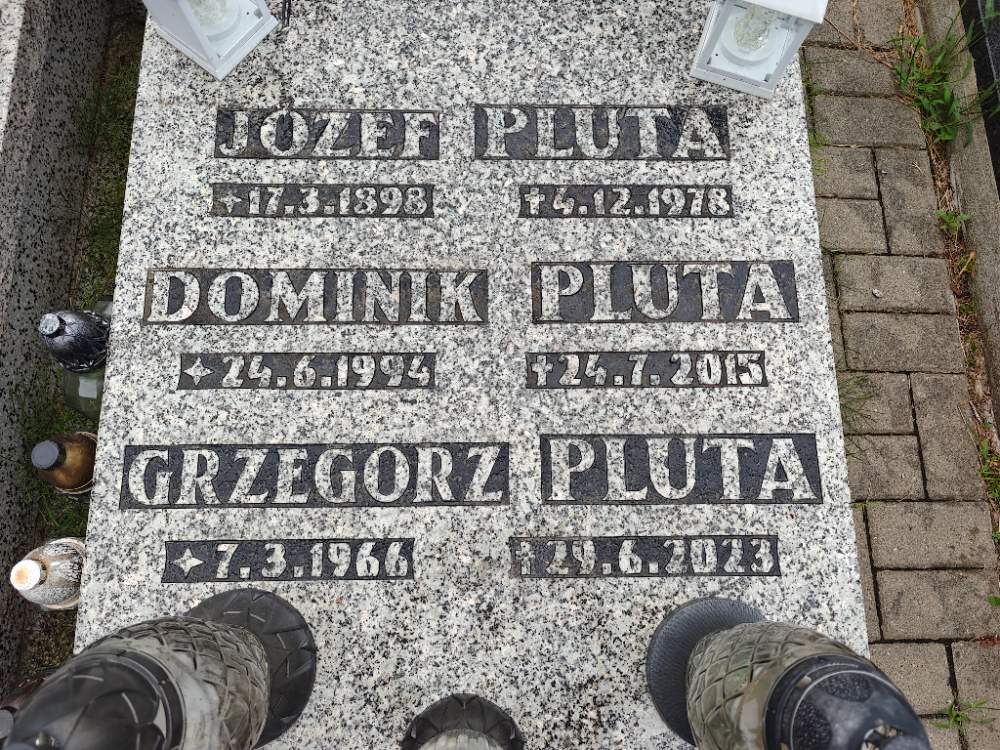 JÓZEF PLUTA
17.3.1898 4.12.1978
DOMINIK PLUTA
24.6.1994 24.7.2015
GRZEGORZ PLUTA
7.3.1966 29.6.2023